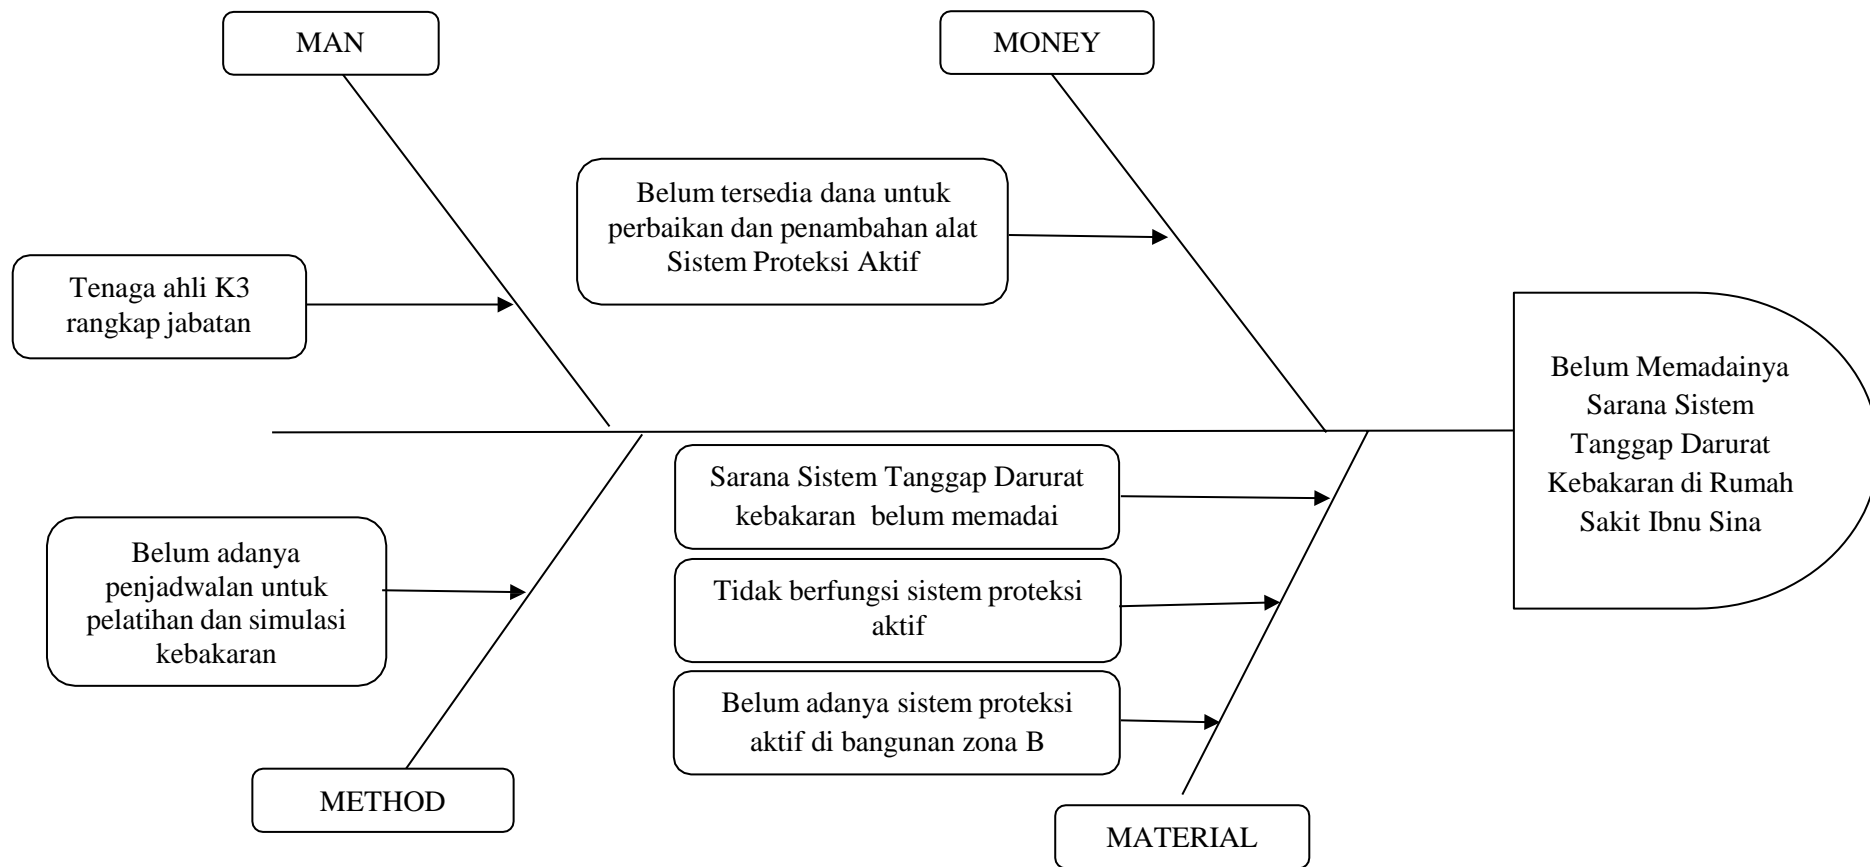 MAN
MONEY
Belum tersedia dana untuk
perbaikan dan penambahan alat
Sistem Proteksi Aktif
Tenaga ahli K3
rangkap jabatan
Belum Memadainya
Sarana Sistem
Tanggap Darurat
Kebakaran di Rumah
Sakit Ibnu Sina
Sarana Sistem Tanggap Darurat
kebakaran belum memadai
Belum adanya
penjadwalan untuk
pelatihan dan simulasi
kebakaran
Tidak berfungsi sistem proteksi
aktif
Belum adanya sistem proteksi
aktif di bangunan zona B
METHOD
MATERIAL